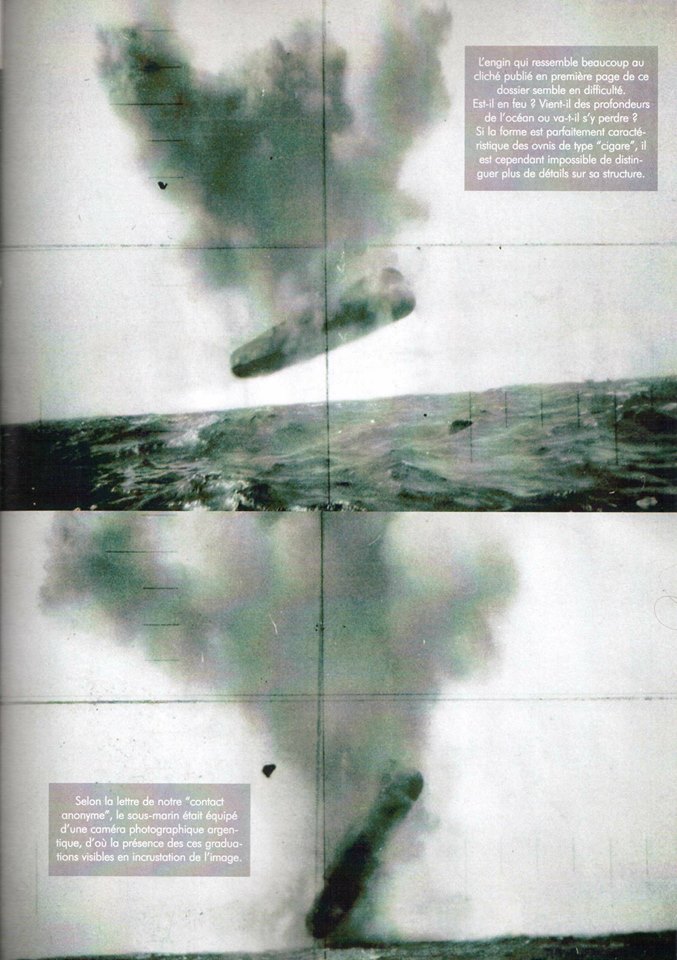 L'engin qui ressemble beaucoup au
cliché publié en première page de ce
dossier semble en difficulté.
Est-il en feu ? Vient-il des profondeurs
de l'océan ou va-t-il s'y perdre ?
Si la forme est parfaitement caracté-
ristique des ovnis de type "cigare", il
est cependant impossible de distin-
guer plus de détails sur sa structure.
Selon la lettre de notre "contact
anonyme", le sous-marin était équipé
d'une caméra photographique argen-
tique, d'où la présence des ces gradua-
tions visibles en incrustation de l'image.